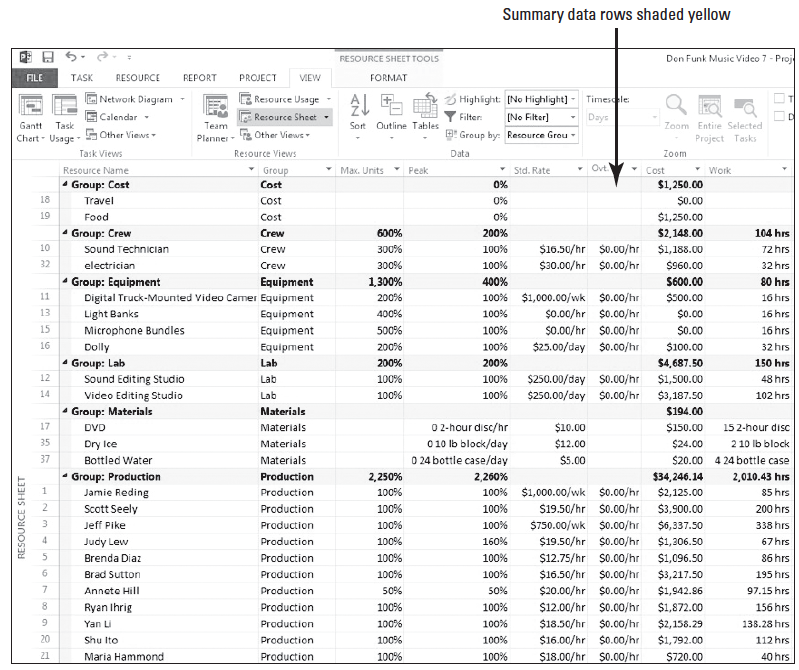 Summary data rows shaded yellow
RESOURCE SHEET TOOLS
Don Funk Music Video 7 - Proje
FILE TASK RESOURCE REPORT PROJECT VIEW FORMAT
Network Diagram Resource Usage Highlight: [No Highlight] Timescale:
Calendar Resource Sheet Filter: [No Filter] Days
Gantt Chart Task Usage Other Views Team Planner Other Views Sort Outline Tables Group by: Resource Grou Zoom Entire Project Selected Tasks
Task Views Resource Views Data Zoom
Resource Name Group Max. Units Peak Std. Rate Ovt. Cost Work
Group: Cost Cost 0% $1,250.00
18 Travel Cost 0% $0.00
19 Food Cost 0% $1,250.00
Group: Crew Crew 600% 200% $2,148.00 104 hrs
10 Sound Technician Crew 300% 100% $16.50/hr $0.00/hr $1,188.00 72 hrs
32 electrician Crew 300% 100% $30.00/hr $0.00/hr $960.00 32 hrs
Group: Equipment Equipment 1,300% 400% $600.00 80 hrs
11 Digital Truck-Mounted Video Camer Equipment 200% 100% $1,000.00/wk $0.00/hr $500.00 16 hrs
13 Light Banks Equipment 400% 100% $0.00/hr $0.00/hr $0.00 16 hrs
15 Microphone Bundles Equipment 500% 100% $0.00/hr $0.00/hr $0.00 16 hrs
16 Dolly Equipment 200% 100% $25.00/day $0.00/hr $100.00 32 hrs
Group: Lab Lab 200% 200% $4,687.50 150 hrs
12 Sound Editing Studio Lab 100% 100% $250.00/day $0.00/hr $1,500.00 48 hrs
14 Video Editing Studio Lab 100% 100% $250.00/day $0.00/hr $3,187.50 102 hrs
Group: Materials Materials $194.00
17 DVD Materials 0 2-hour disc/hr $10.00 $150.00 15 2-hour disc
35 Dry Ice Materials 0 10 lb block/day $12.00 $24.00 2 10 lb block
37 Bottled Water Materials 0 24 bottle case/day $5.00 $20.00 4 24 bottle case
Group: Production Production 2,250% 2,260% $34,246.14 2,010.43 hrs
1 Jamie Reding Production 100% 100% $1,000.00/wk $0.00/hr $2,125.00 85 hrs
2 Scott Seely Production 100% 100% $19.50/hr $0.00/hr $3,900.00 200 hrs
3 Jeff Pike Production 100% 100% $750.00/wk $0.00/hr $6,337.50 338 hrs
4 Judy Lew Production 100% 160% $19.50/hr $0.00/hr $1,306.50 67 hrs
5 Brenda Diaz Production 100% 100% $12.75/hr $0.00/hr $1,096.50 86 hrs
6 Brad Sutton Production 100% 100% $16.50/hr $0.00/hr $3,217.50 195 hrs
7 Annete Hill Production 50% 50% $20.00/hr $0.00/hr $1,942.86 97.15 hrs
8 Ryan Ihrig Production 100% 100% $12.00/hr $0.00/hr $1,872.00 156 hrs
9 Yan Li Production 100% 100% $18.50/hr $0.00/hr $2,158.29 138.28 hrs
20 Shu Ito Production 100% 100% $16.00/hr $0.00/hr $1,792.00 112 hrs
21 Maria Hammond Production 100% 100% $18.00/hr $0.00/hr $720.00 40 hrs
RESOURCE SHEET